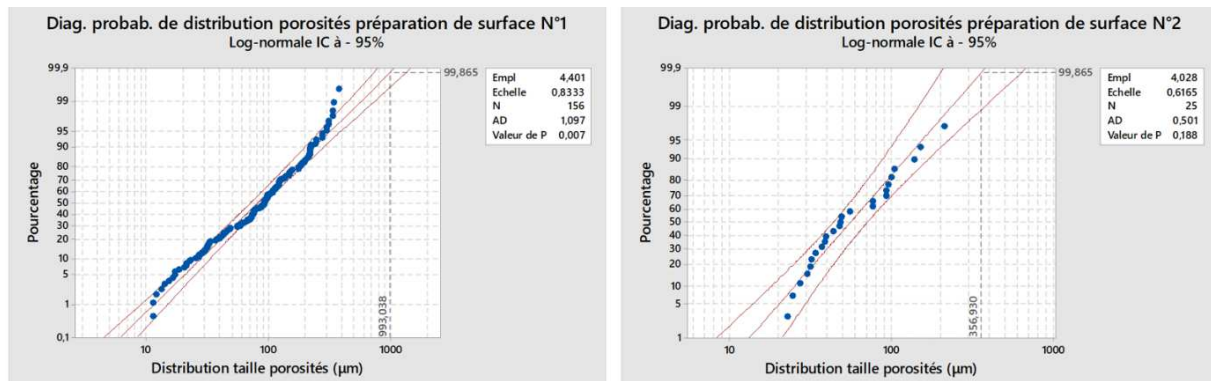 Diag. probab. de distribution porosités préparation de surface N°1
Log-normale IC à - 95%
99,9
99
95
90
80
70
60
50
40
30
20
10
5
1
0,1
Pourcentage
99,865
993,038
10
100
1000
Distribution taille porosités (µm)
Empl 4,401
Echelle 0,8333
N 156
AD 1,097
Valeur de P 0,007
Diag. probab. de distribution porosités préparation de surface N°2
Log-normale IC à - 95%
99,9
99
95
90
80
70
60
50
40
30
20
10
5
1
Pourcentage
99,865
356,930
10
100
1000
Distribution taille porosités (µm)
Empl 4,028
Echelle 0,6165
N 25
AD 0,501
Valeur de P 0,188